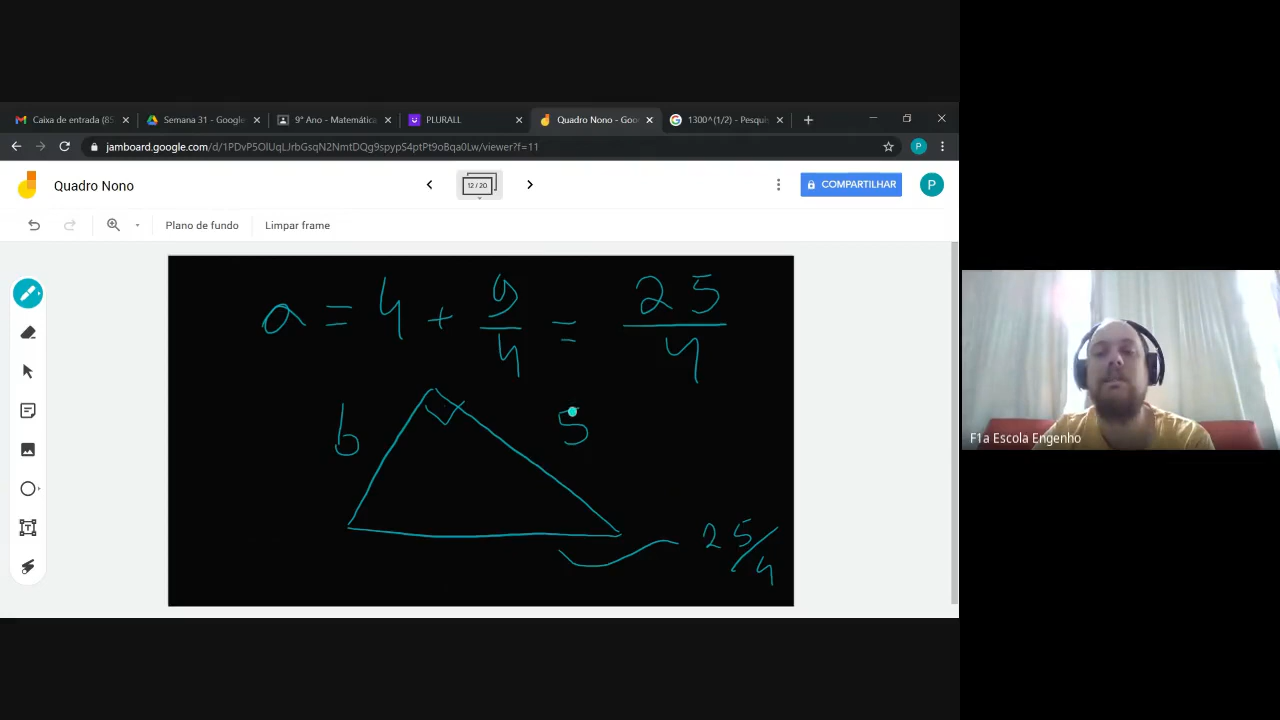 Caixa de entrada (85
Semana 31 - Google
9° Ano - Matemática
PLURALL
Quadro Nono - Goo
1300^(1/2) - Pesquis
jamboard.google.com/d/1PDvP5OlUqLJrbGsqN2NmtDQg9spypS4ptPt9oBqa0Lw/viewer?f=11
P
Quadro Nono
12 / 20
COMPARTILHAR
P
Plano de fundo
Limpar frame
a = 4 + 9/4 = 25/4
b
5
25/4
F1a Escola Engenho